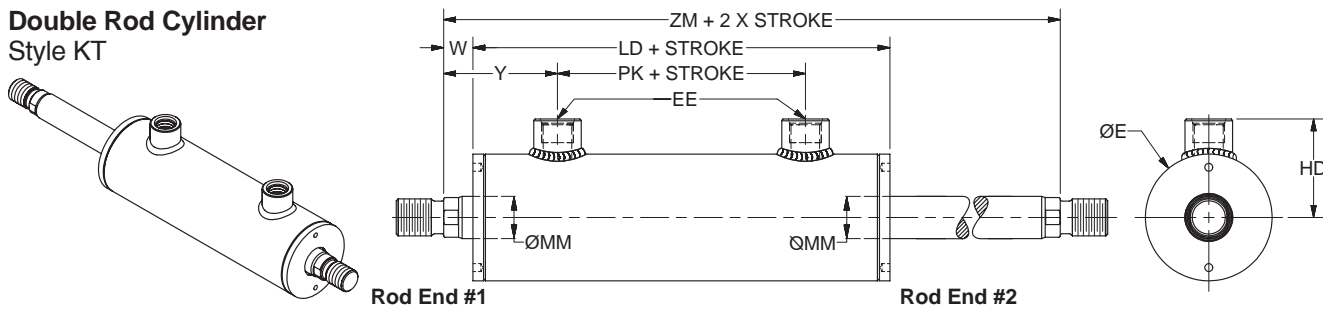 Double Rod Cylinder
Style KT
ZM + 2 X STROKE
W
LD + STROKE
Y
PK + STROKE
EE
ØE
HD
ØMM
ØMM
Rod End #1
Rod End #2